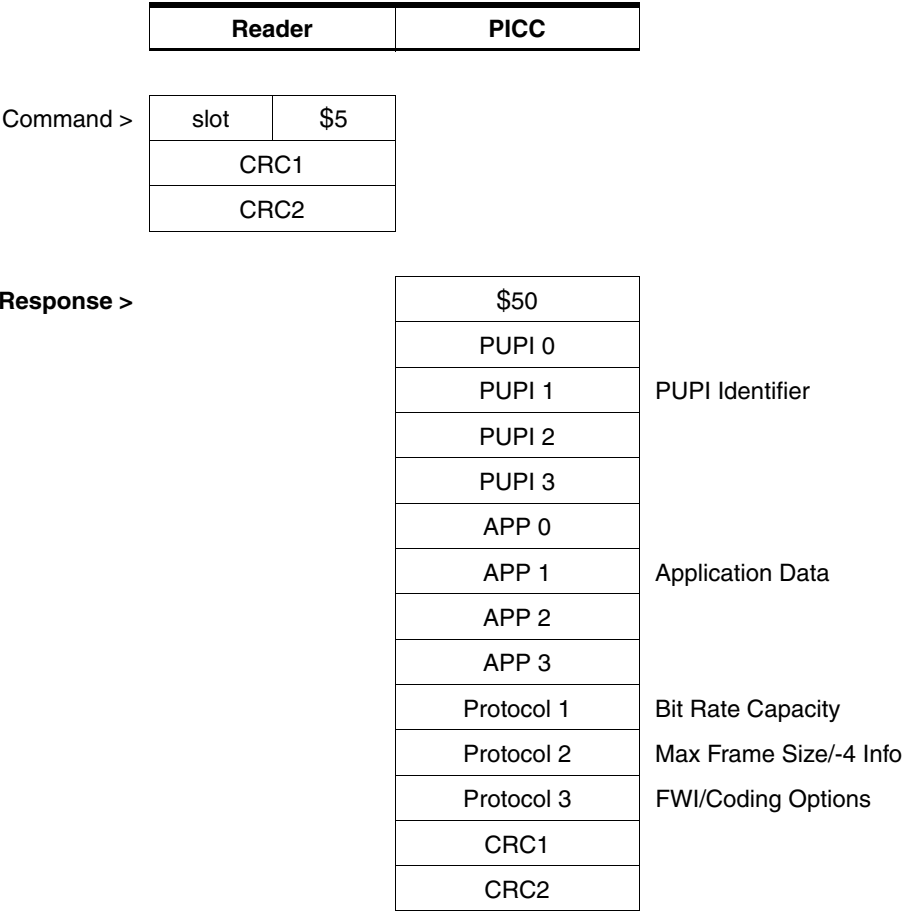 Reader PICC
Command > slot $5
CRC1
CRC2
Response > $50
PUPI 0
PUPI 1 PUPI Identifier
PUPI 2
PUPI 3
APP 0
APP 1 Application Data
APP 2
APP 3
Protocol 1 Bit Rate Capacity
Protocol 2 Max Frame Size/-4 Info
Protocol 3 FWI/Coding Options
CRC1
CRC2